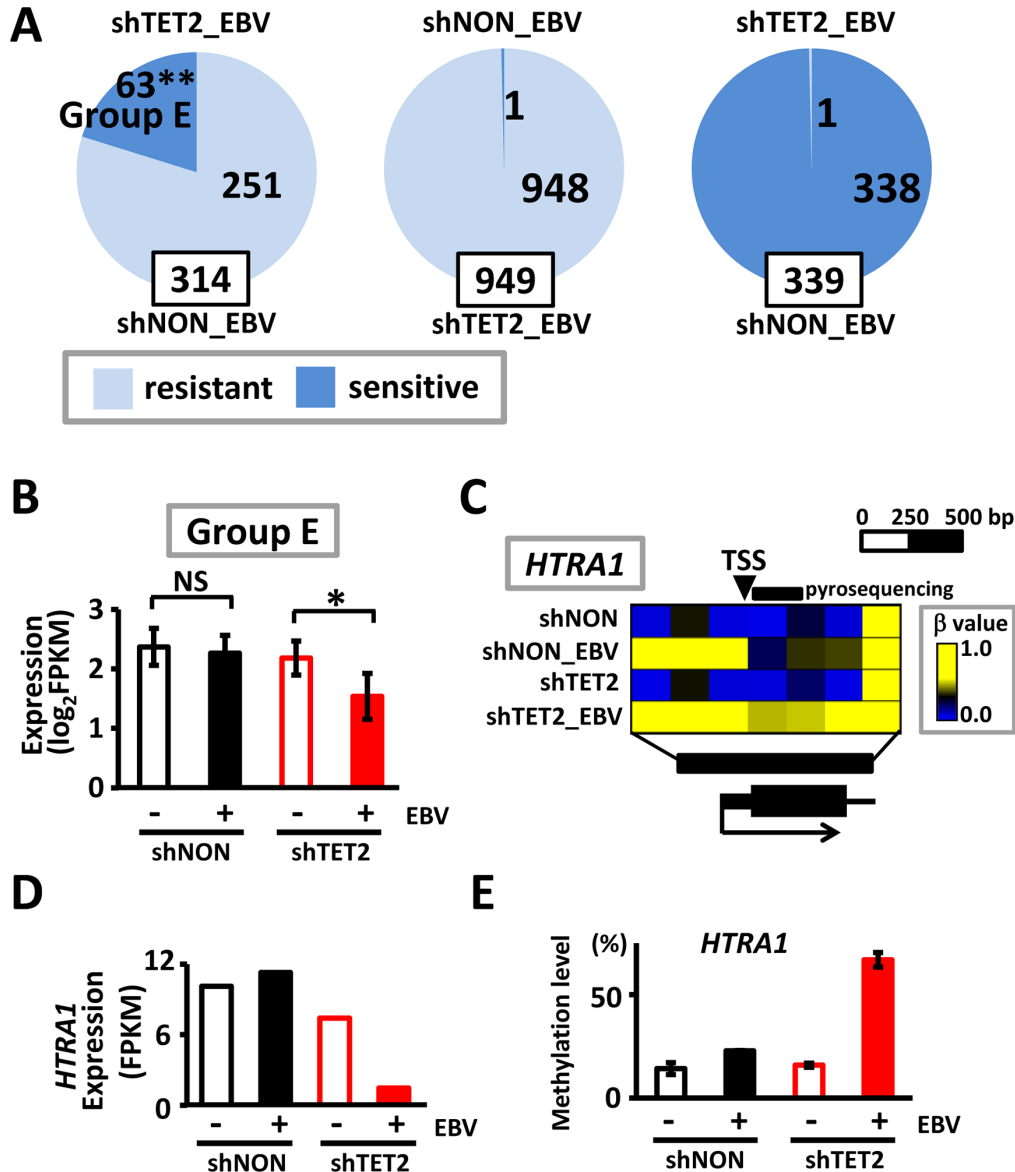 A
shTET2_EBV
shNON_EBV
shTET2_EBV
63**
Group E
251
1
948
1
338
314
949
339
shNON_EBV
shTET2_EBV
shNON_EBV
resistant
sensitive
B
Group E
NS
*
Expression
(log2FPKM)
3
2
1
0
- + - + EBV
shNON
shTET2
C
0 250 500 bp
HTRA1
TSS
pyrosequencing
shNON
shNON_EBV
shTET2
shTET2_EBV
β value
1.0
0.0
D
HTRA1
Expression
(FPKM)
12
6
0
- + - + EBV
shNON
shTET2
E
Methylation level
(%)
HTRA1
50
0
- + - + EBV
shNON
shTET2